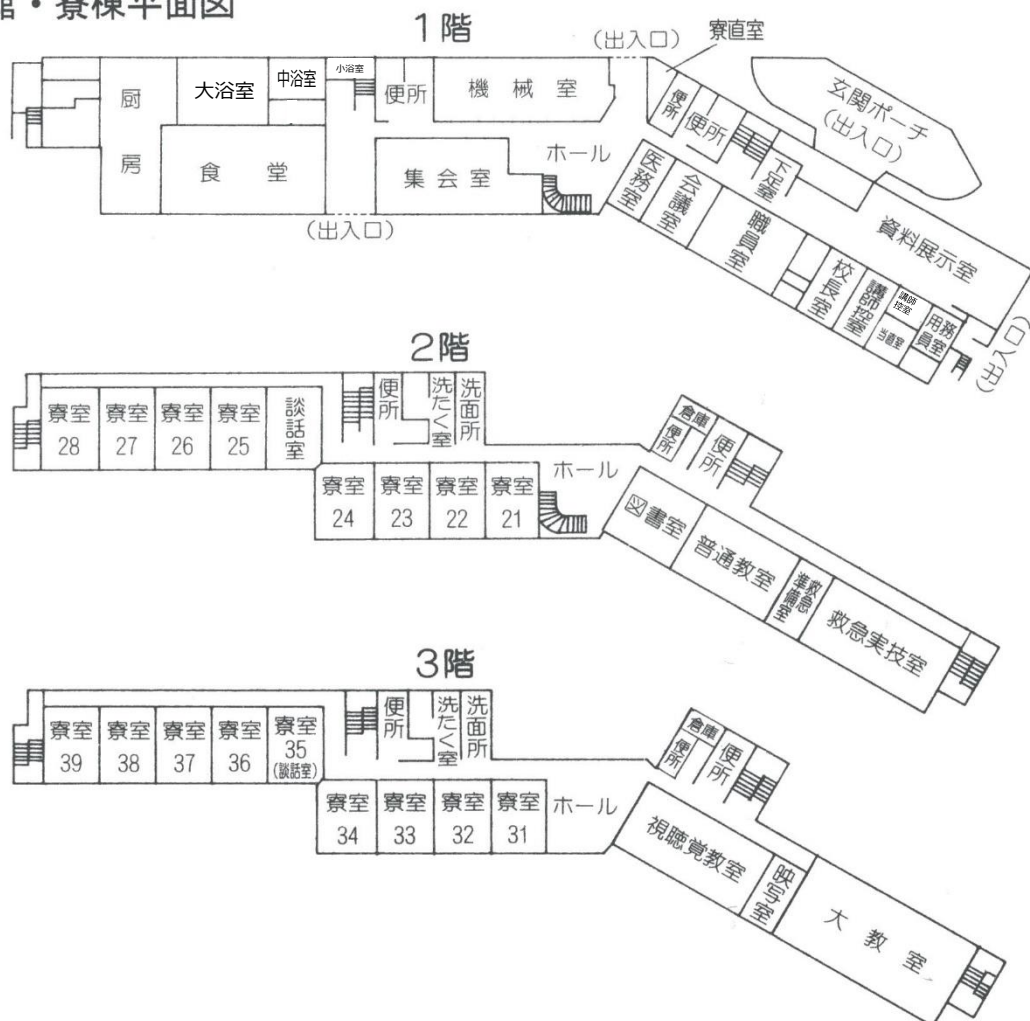 館・寮棟平面図
1階
(出入口)
寮直室
厨房
大浴室
中浴室
小浴室
便所
機械室
便所
便所
玄関ポーチ
(出入口)
食堂
集会室
ホール
医務室
会議室
職員室
下足室
資料展示室
校長室
講師控室
講師
控室
当直室
用務
員室
(出入口)
(出入口)
2階
寮室
28
寮室
27
寮室
26
寮室
25
談話室
便所
洗たく室
洗面所
倉庫
便所
便所
寮室
24
寮室
23
寮室
22
寮室
21
ホール
図書室
普通教室
救急
準備室
救急実技室
3階
寮室
39
寮室
38
寮室
37
寮室
36
寮室
35
(談話室)
便所
洗たく室
洗面所
倉庫
便所
便所
寮室
34
寮室
33
寮室
32
寮室
31
ホール
視聴覚教室
映写室
大教室